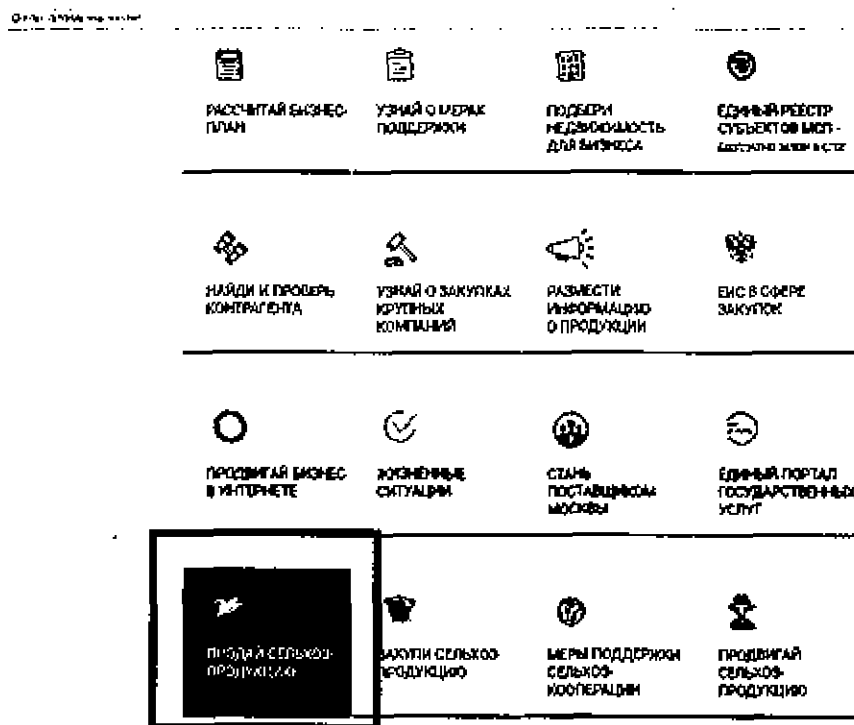 РАССЧИТАЙ БИЗНЕС-
ПЛАН
УЗНАЙ О МЕРАХ
ПОДДЕРЖКИ
ПОДБЕРИ
НЕДВИЖИМОСТЬ
ДЛЯ БИЗНЕСА
ЕДИНЫЙ РЕЕСТР
СУБЪЕКТОВ МСП -
НАЙДИ И ПРОВЕРЬ
КОНТРАГЕНТА
УЗНАЙ О ЗАКУПКАХ
КРУПНЫХ
КОМПАНИЙ
РАЗМЕСТИ
ИНФОРМАЦИЮ
О ПРОДУКЦИИ
ЕИС В СФЕРЕ
ЗАКУПОК
ПРОДВИГАЙ БИЗНЕС
В ИНТЕРНЕТЕ
ЖИЗНЕННЫЕ
СИТУАЦИИ
СТАНЬ
ПОСТАВЩИКОМ
МОСКВЫ
ЕДИНЫЙ ПОРТАЛ
ГОСУДАРСТВЕННЫХ
УСЛУГ
ПРОДАЙ СЕЛЬХОЗ-
ПРОДУКЦИЮ
ЗАКУПИ СЕЛЬХОЗ-
ПРОДУКЦИЮ
МЕРЫ ПОДДЕРЖКИ
СЕЛЬХОЗ-
КООПЕРАЦИИ
ПРОДВИГАЙ
СЕЛЬХОЗ-
ПРОДУКЦИЮ